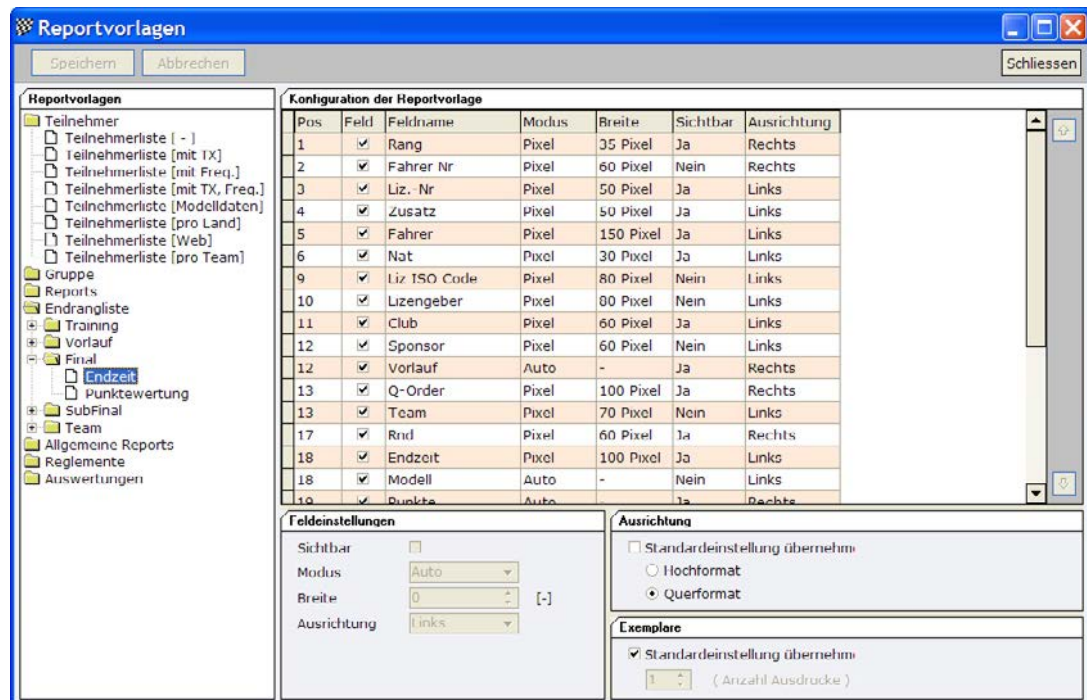 Reportvorlagen
Speichern Abbrechen Schliessen
Reportvorlagen
Teilnehmer
Teilnehmerliste [ - ]
Teilnehmerliste [mit TX]
Teilnehmerliste [mit Freq.]
Teilnehmerliste [mit TX, Freq.]
Teilnehmerliste [Modelldaten]
Teilnehmerliste [pro Land]
Teilnehmerliste [Web]
Teilnehmerliste [pro Team]
Gruppe
Reports
Endrangliste
Training
Vorlauf
Final
Endzeit
Punktewertung
SubFinal
Team
Allgemeine Reports
Reglemente
Auswertungen
Konfiguration der Reportvorlage
Pos Feld Feldname Modus Breite Sichtbar Ausrichtung
1 Rang Pixel 35 Pixel Ja Rechts
2 Fahrer Nr Pixel 60 Pixel Nein Rechts
3 Liz.-Nr Pixel 50 Pixel Ja Links
4 Zusatz Pixel 50 Pixel Ja Links
5 Fahrer Pixel 150 Pixel Ja Links
6 Nat Pixel 30 Pixel Ja Links
9 Liz ISO Code Pixel 80 Pixel Nein Links
10 Lizengeber Pixel 80 Pixel Nein Links
11 Club Pixel 60 Pixel Ja Links
12 Sponsor Pixel 60 Pixel Nein Links
12 Vorlauf Auto - Ja Rechts
13 Q-Order Pixel 100 Pixel Ja Rechts
13 Team Pixel 70 Pixel Nein Links
17 Rnd Pixel 60 Pixel Ja Rechts
18 Endzeit Pixel 100 Pixel Ja Links
18 Modell Auto - Nein Links
19 Punkte Auto - Ja Rechts
Feldeinstellungen
Sichtbar
Modus Auto
Breite 0 [-]
Ausrichtung Links
Ausrichtung
Standardeinstellung übernehm
Hochformat
Querformat
Exemplare
Standardeinstellung übernehm
1 ( Anzahl Ausdrucke )